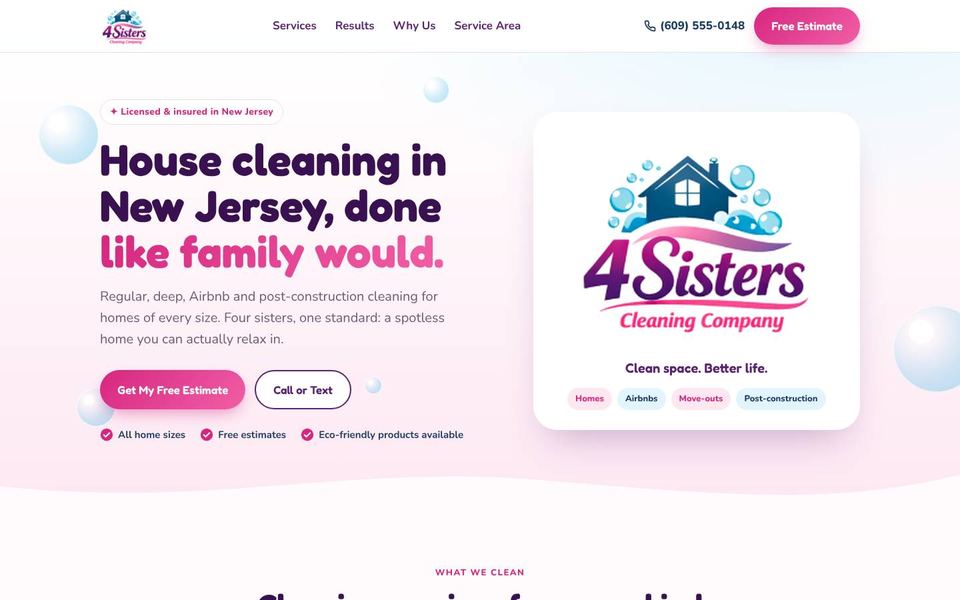 4Sisters
Cleaning Company
Services
Results
Why Us
Service Area
(609) 555-0148
Free Estimate
✦ Licensed & insured in New Jersey
House cleaning in
New Jersey, done
like family would.
Regular, deep, Airbnb and post-construction cleaning for
homes of every size. Four sisters, one standard: a spotless
home you can actually relax in.
Get My Free Estimate
Call or Text
All home sizes
Free estimates
Eco-friendly products available
4Sisters
Cleaning Company
Clean space. Better life.
Homes
Airbnbs
Move-outs
Post-construction
WHAT WE CLEAN